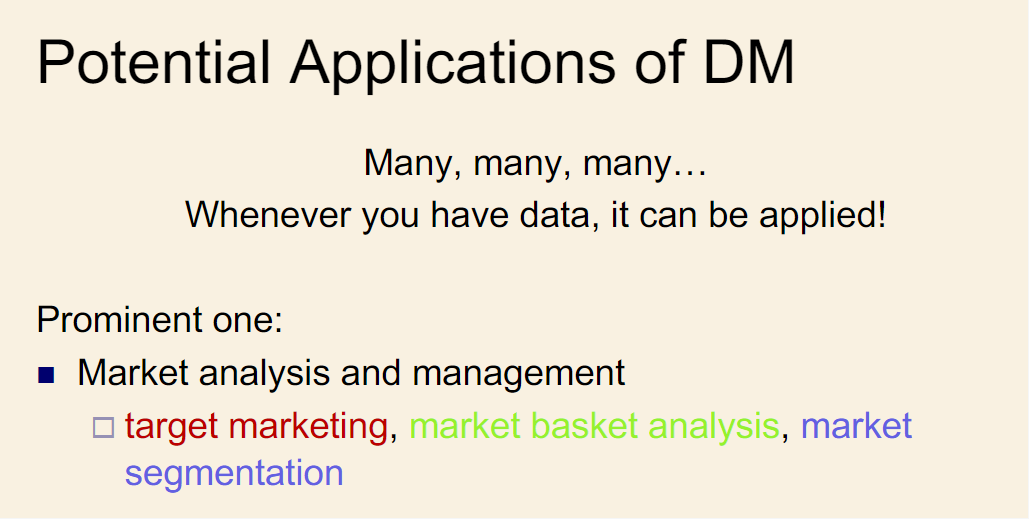 Potential Applications of DM
Many, many, many…
Whenever you have data, it can be applied!
Prominent one:
Market analysis and management
target marketing, market basket analysis, market
segmentation